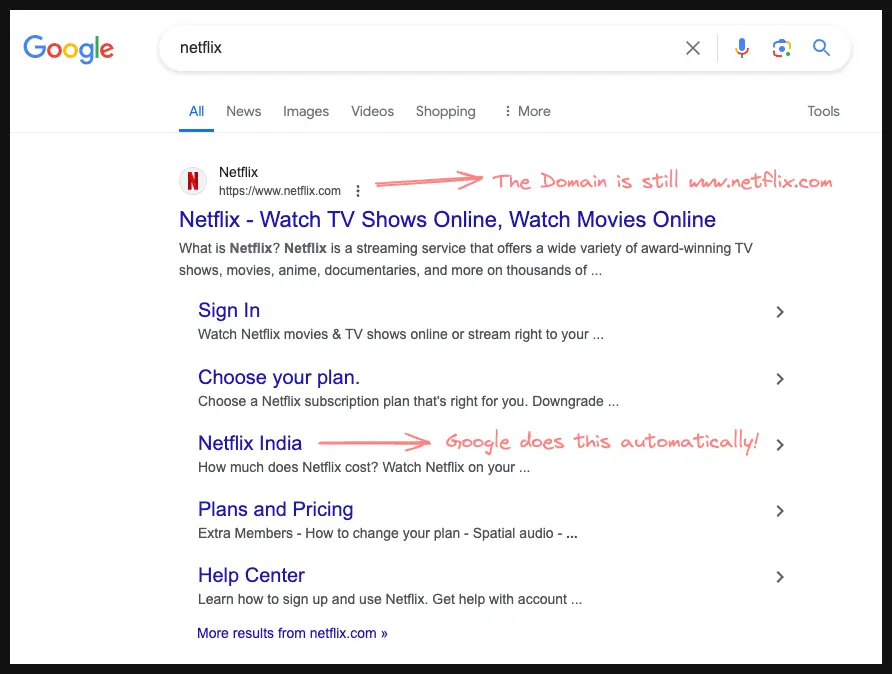 Google
netflix
All News Images Videos Shopping More Tools
N Netflix
https://www.netflix.com The Domain is still www.netflix.com
Netflix - Watch TV Shows Online, Watch Movies Online
What is Netflix? Netflix is a streaming service that offers a wide variety of award-winning TV
shows, movies, anime, documentaries, and more on thousands of ...
Sign In
Watch Netflix movies & TV shows online or stream right to your ...
Choose your plan.
Choose a Netflix subscription plan that's right for you. Downgrade ...
Netflix India Google does this automatically!
How much does Netflix cost? Watch Netflix on your ...
Plans and Pricing
Extra Members - How to change your plan - Spatial audio - ...
Help Center
Learn how to sign up and use Netflix. Get help with account ...
More results from netflix.com »